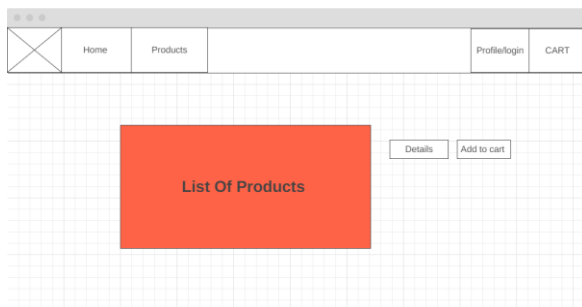 Home
Products
Profile/login
CART
Details
Add to cart
List Of Products